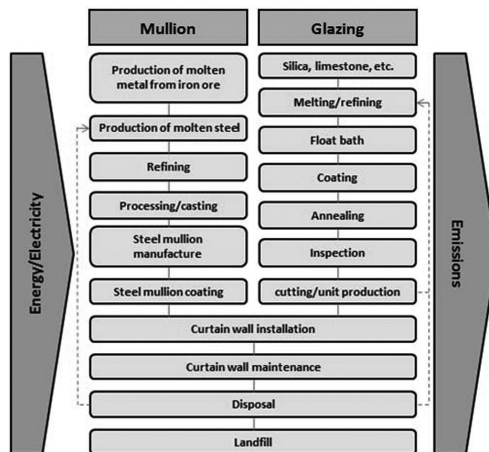 Mullion
Glazing
Energy/Electricity
Production of molten
metal from iron ore
Production of molten steel
Refining
Processing/casting
Steel mullion
manufacture
Steel mullion coating
Silica, limestone, etc.
Melting/refining
Float bath
Coating
Annealing
Inspection
cutting/unit production
Curtain wall installation
Curtain wall maintenance
Disposal
Landfill
Emissions